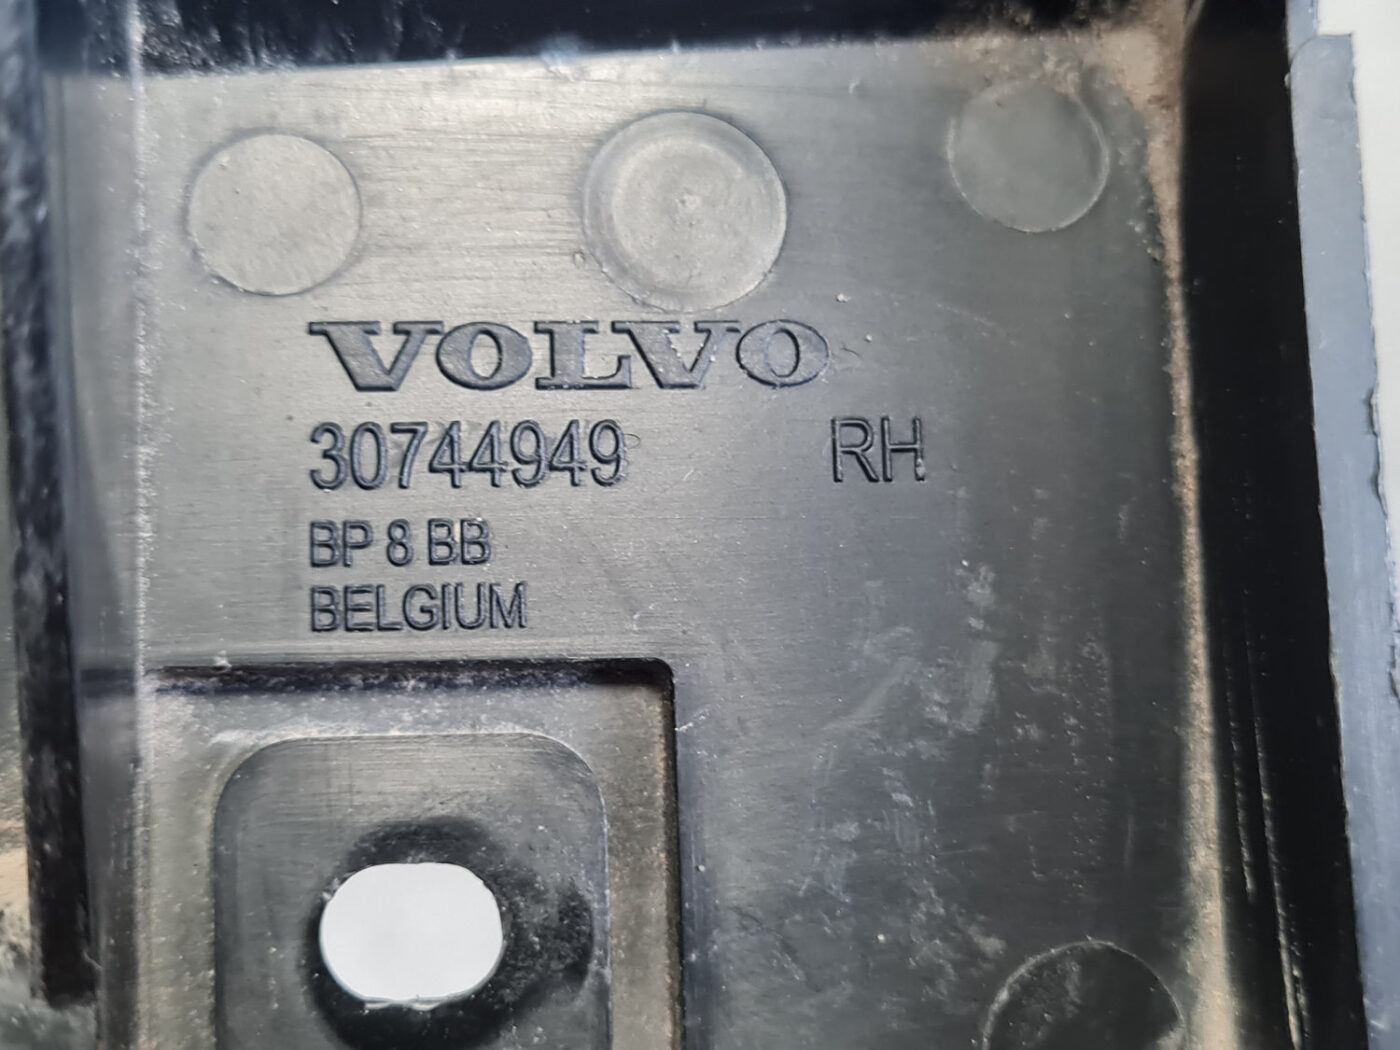 VOLVO
30744949 RH
BP 8 BB
BELGIUM